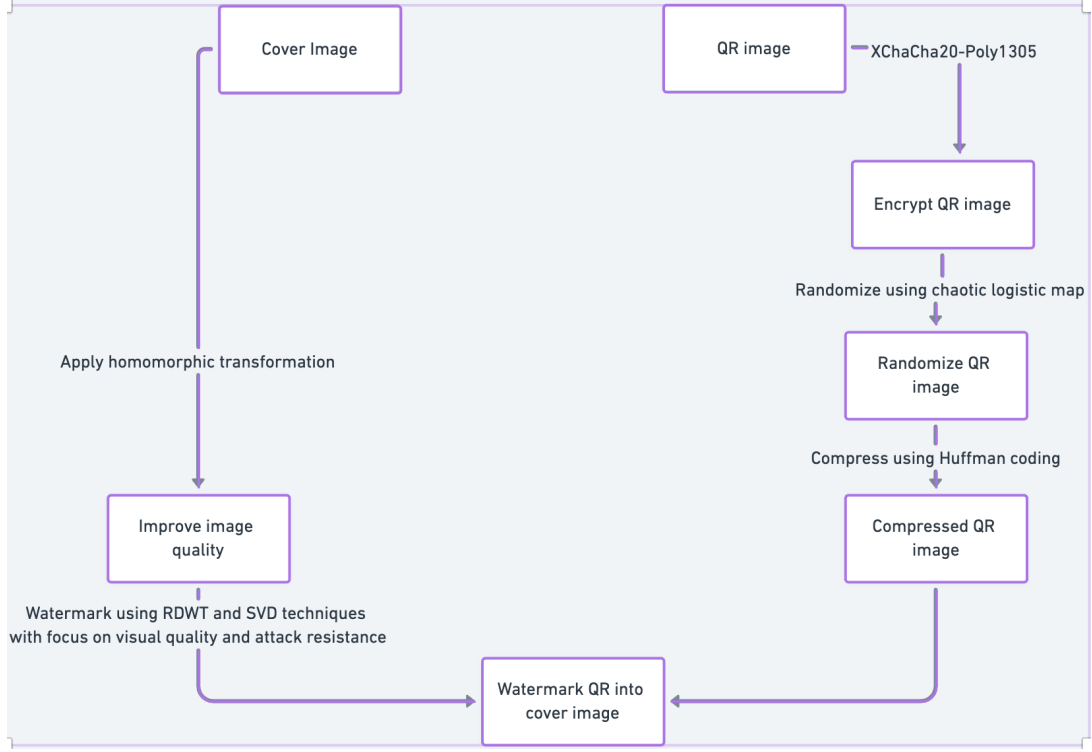 Cover Image
QR image
XChaCha20-Poly1305
Encrypt QR image
Randomize using chaotic logistic map
Apply homomorphic transformation
Randomize QR
image
Compress using Huffman coding
Improve image
quality
Compressed QR
image
Watermark using RDWT and SVD techniques
with focus on visual quality and attack resistance
Watermark QR into
cover image